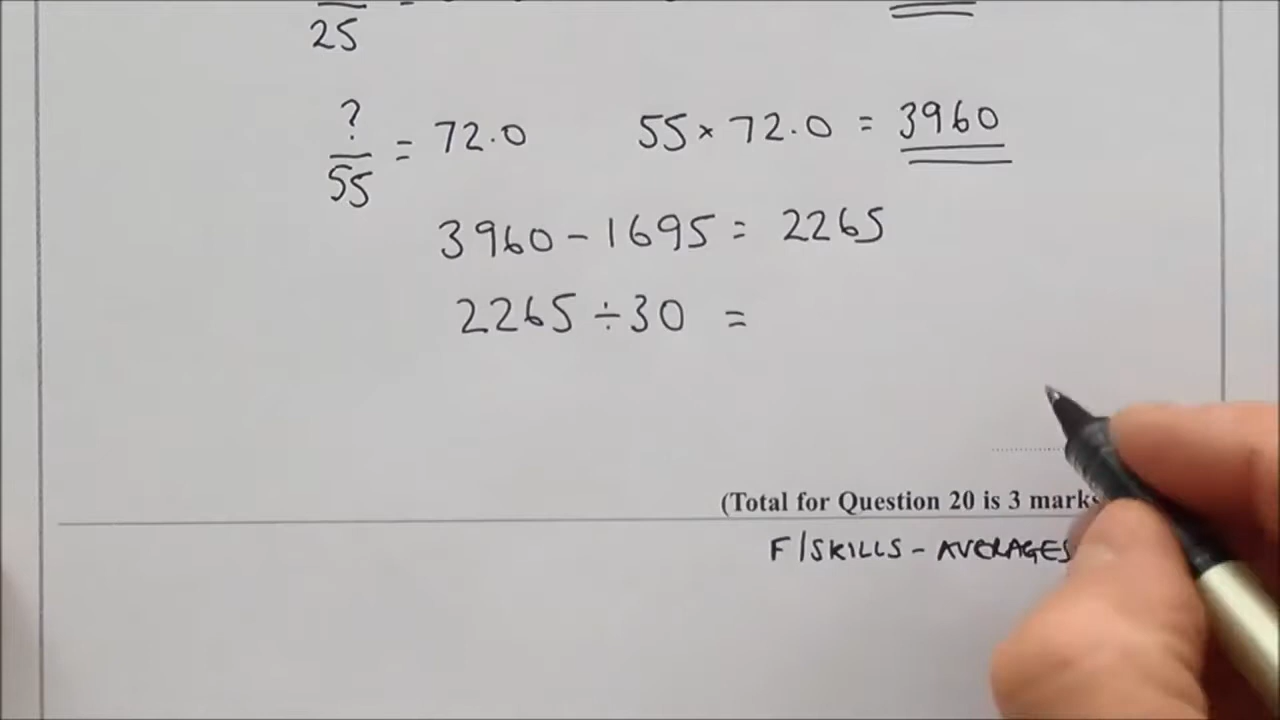 25
?/55 = 72.0 55 × 72.0 = 3960
3960 - 1695 = 2265
2265 ÷ 30 =
(Total for Question 20 is 3 marks
F/SKILLS - AVERAGES